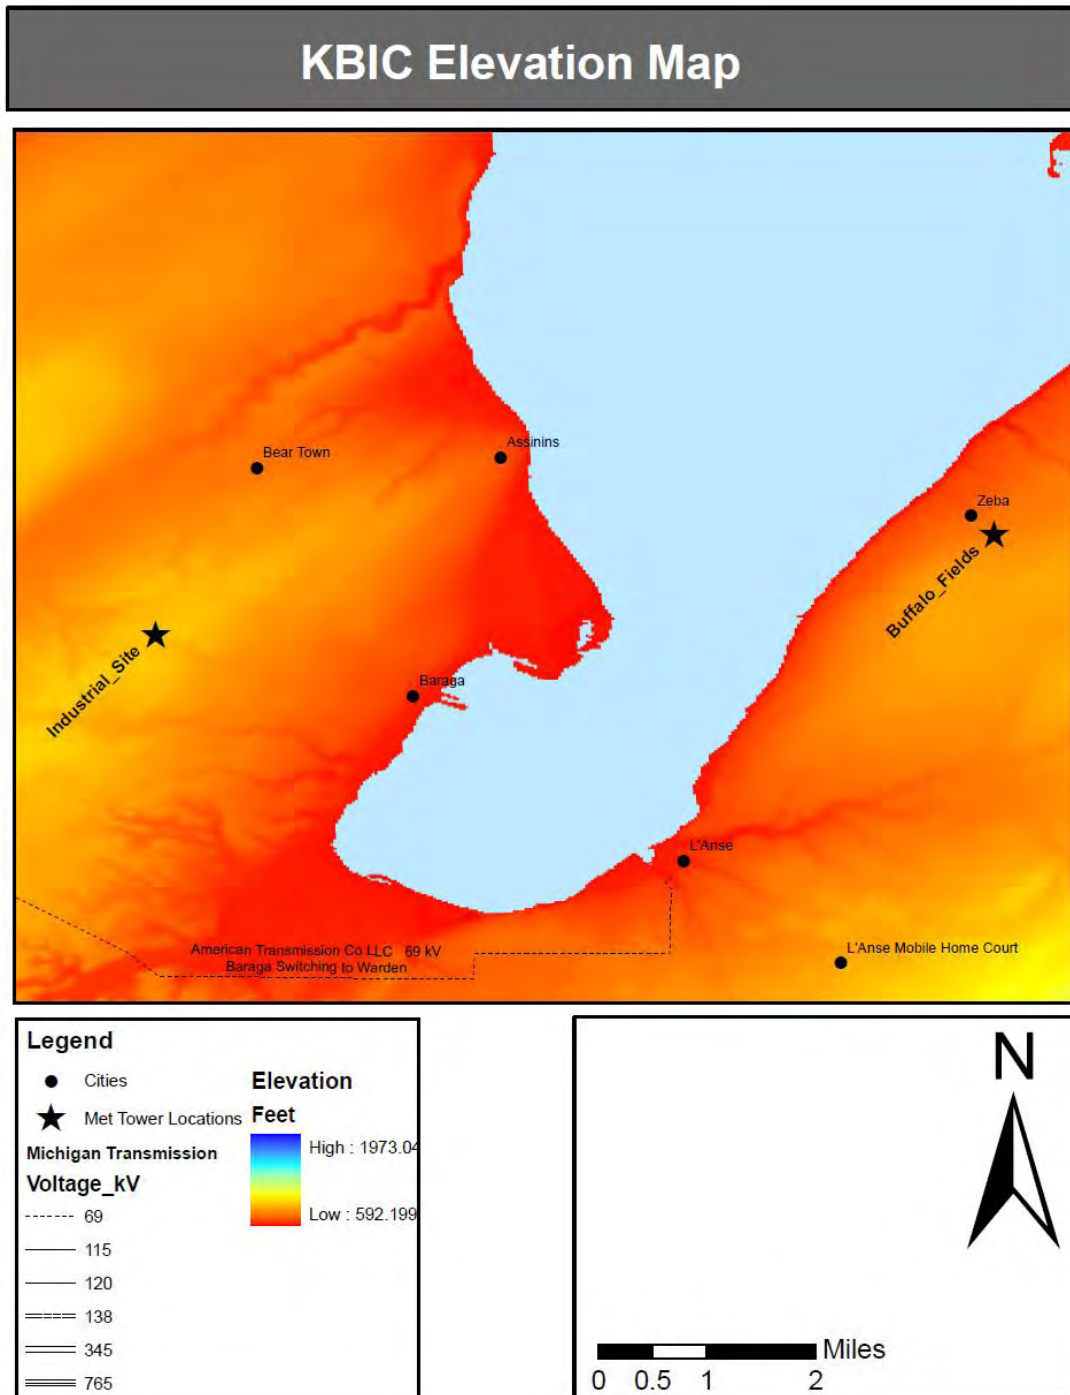 KBIC Elevation Map
Assinins
Bear Town
Zeba
Buffalo_Fields
Industrial_Site
Baraga
L'Anse
American Transmission Co LLC 69 kV
Baraga Switching to Warden
L'Anse Mobile Home Court
Legend
Cities
Met Tower Locations
Michigan Transmission
Voltage_kV
69
115
120
138
345
765
Elevation
Feet
High : 1973.04
Low : 592.199
N
Miles
0 0.5 1 2